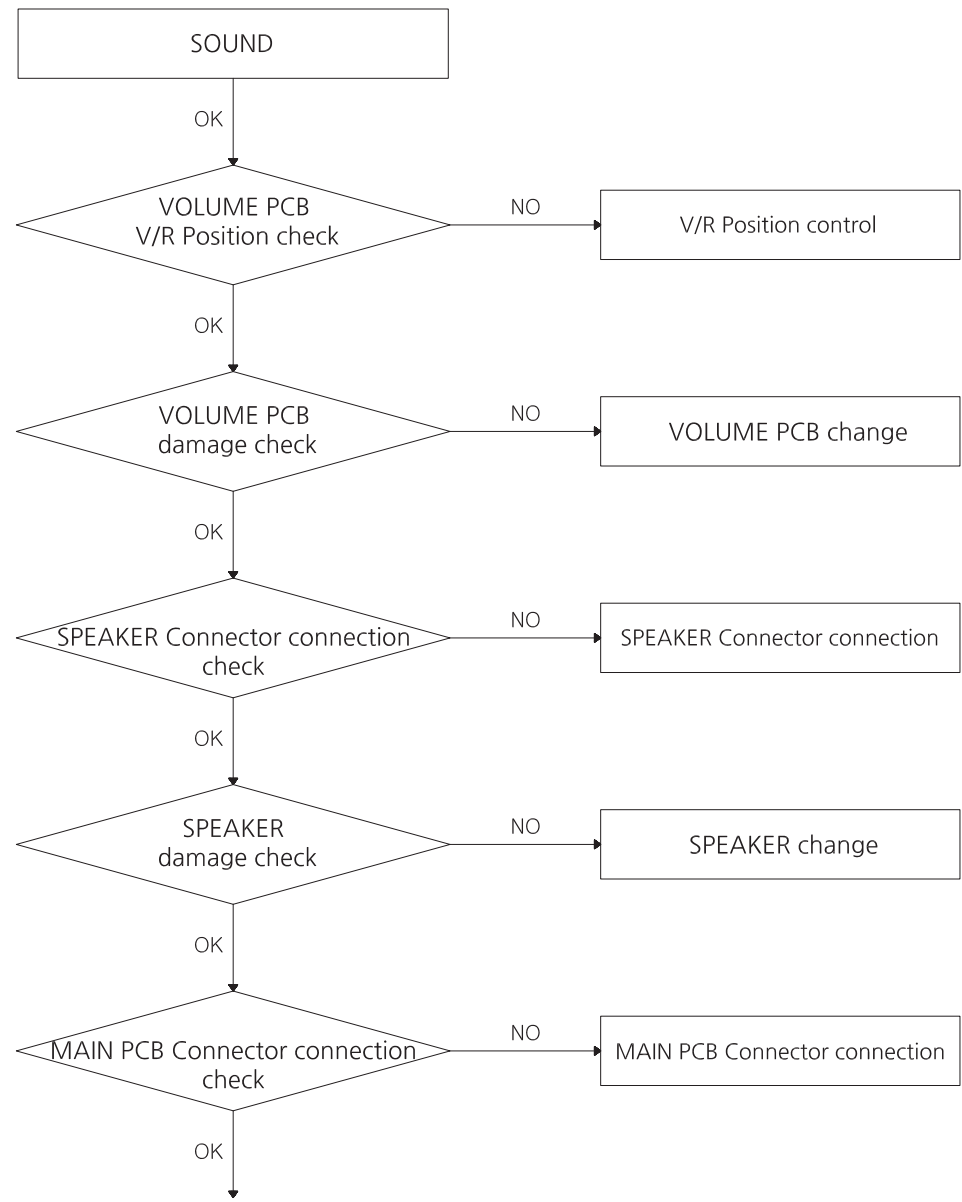 SOUND
OK
VOLUME PCB
V/R Position check
NO
V/R Position control
OK
VOLUME PCB
damage check
NO
VOLUME PCB change
OK
SPEAKER Connector connection
check
NO
SPEAKER Connector connection
OK
SPEAKER
damage check
NO
SPEAKER change
OK
MAIN PCB Connector connection
check
NO
MAIN PCB Connector connection
OK